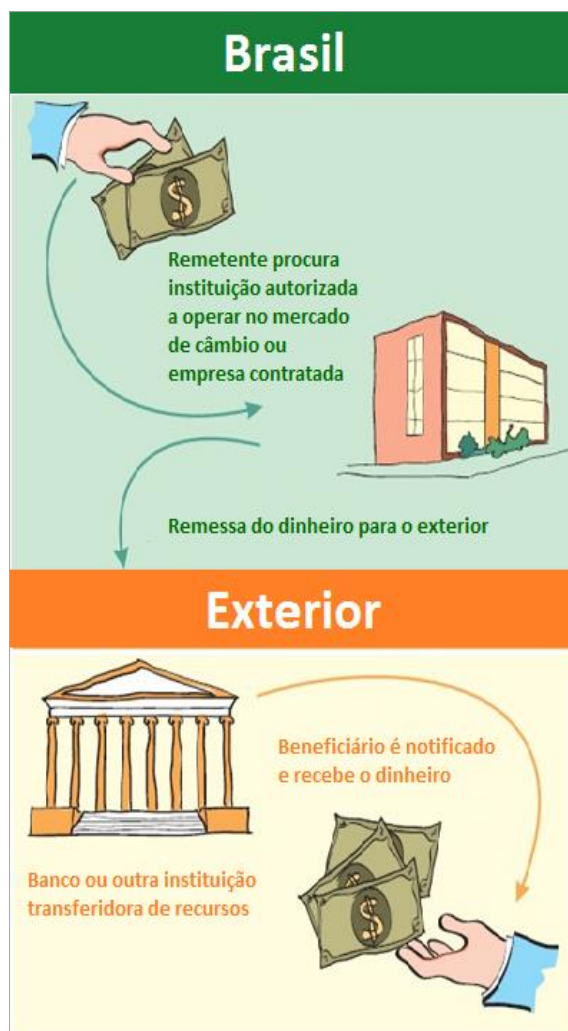 Brasil
Remetente procura
instituição autorizada
a operar no mercado
de câmbio ou
empresa contratada
Remessa do dinheiro para o exterior
Exterior
Beneficiário é notificado
e recebe o dinheiro
Banco ou outra instituição
transferidora de recursos